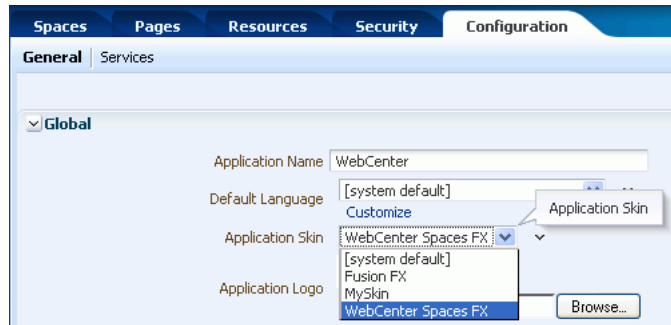 Spaces Pages Resources Security Configuration
General Services
Global
Application Name WebCenter
Default Language [system default]
Customize
Application Skin
Application Skin WebCenter Spaces FX
[system default]
Fusion FX
MySkin
WebCenter Spaces FX
Application Logo Browse...